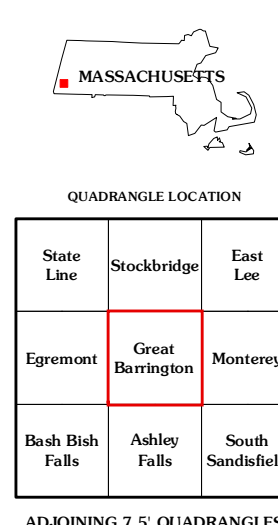 MASSACHUSETTS
QUADRANGLE LOCATION
State
Line
Stockbridge
East
Lee
Egremont
Great
Barrington
Monterey
Bash Bish
Falls
Ashley
Falls
South
Sandisfiel
ADJOINING 7.5' QUADRANGLES